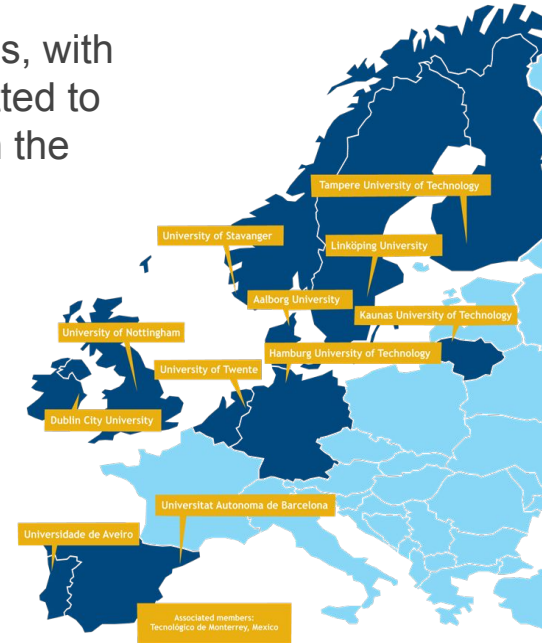 s, with
ted to
the
Tampere University of Technology
University of Stavanger
Linköping University
Aalborg University
Kaunas University of Technology
University of Nottingham
Hamburg University of Technology
University of Twente
Dublin City University
Universitat Autonoma de Barcelona
Universidade de Aveiro
Associated members:
Tecnológico de Monterrey, Mexico